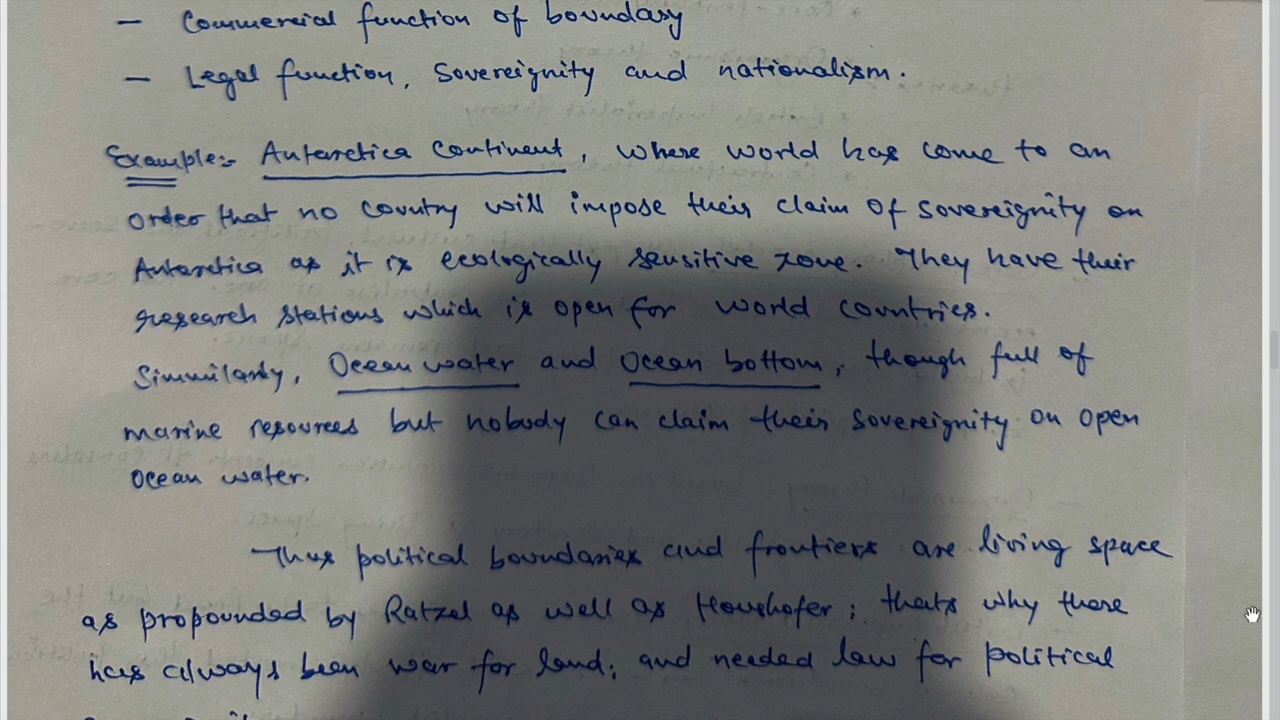 - Commercial function of boundary
- Legal function, Sovereignity and nationalism.
Example:- Antarctica Continent, where world has come to an
order that no country will impose their claim of sovereignity on
Antarctica as it is ecologically sensitive zone. They have their
research stations which is open for world countries.
Simmilarly, Ocean water and Ocean bottom, though full of
marine resources but nobody can claim their sovereignity on open
ocean water.
Thus political boundaries and frontiers are living space
as propounded by Ratzel as well as Houshofer; thats why there
has always been war for land; and needed law for political